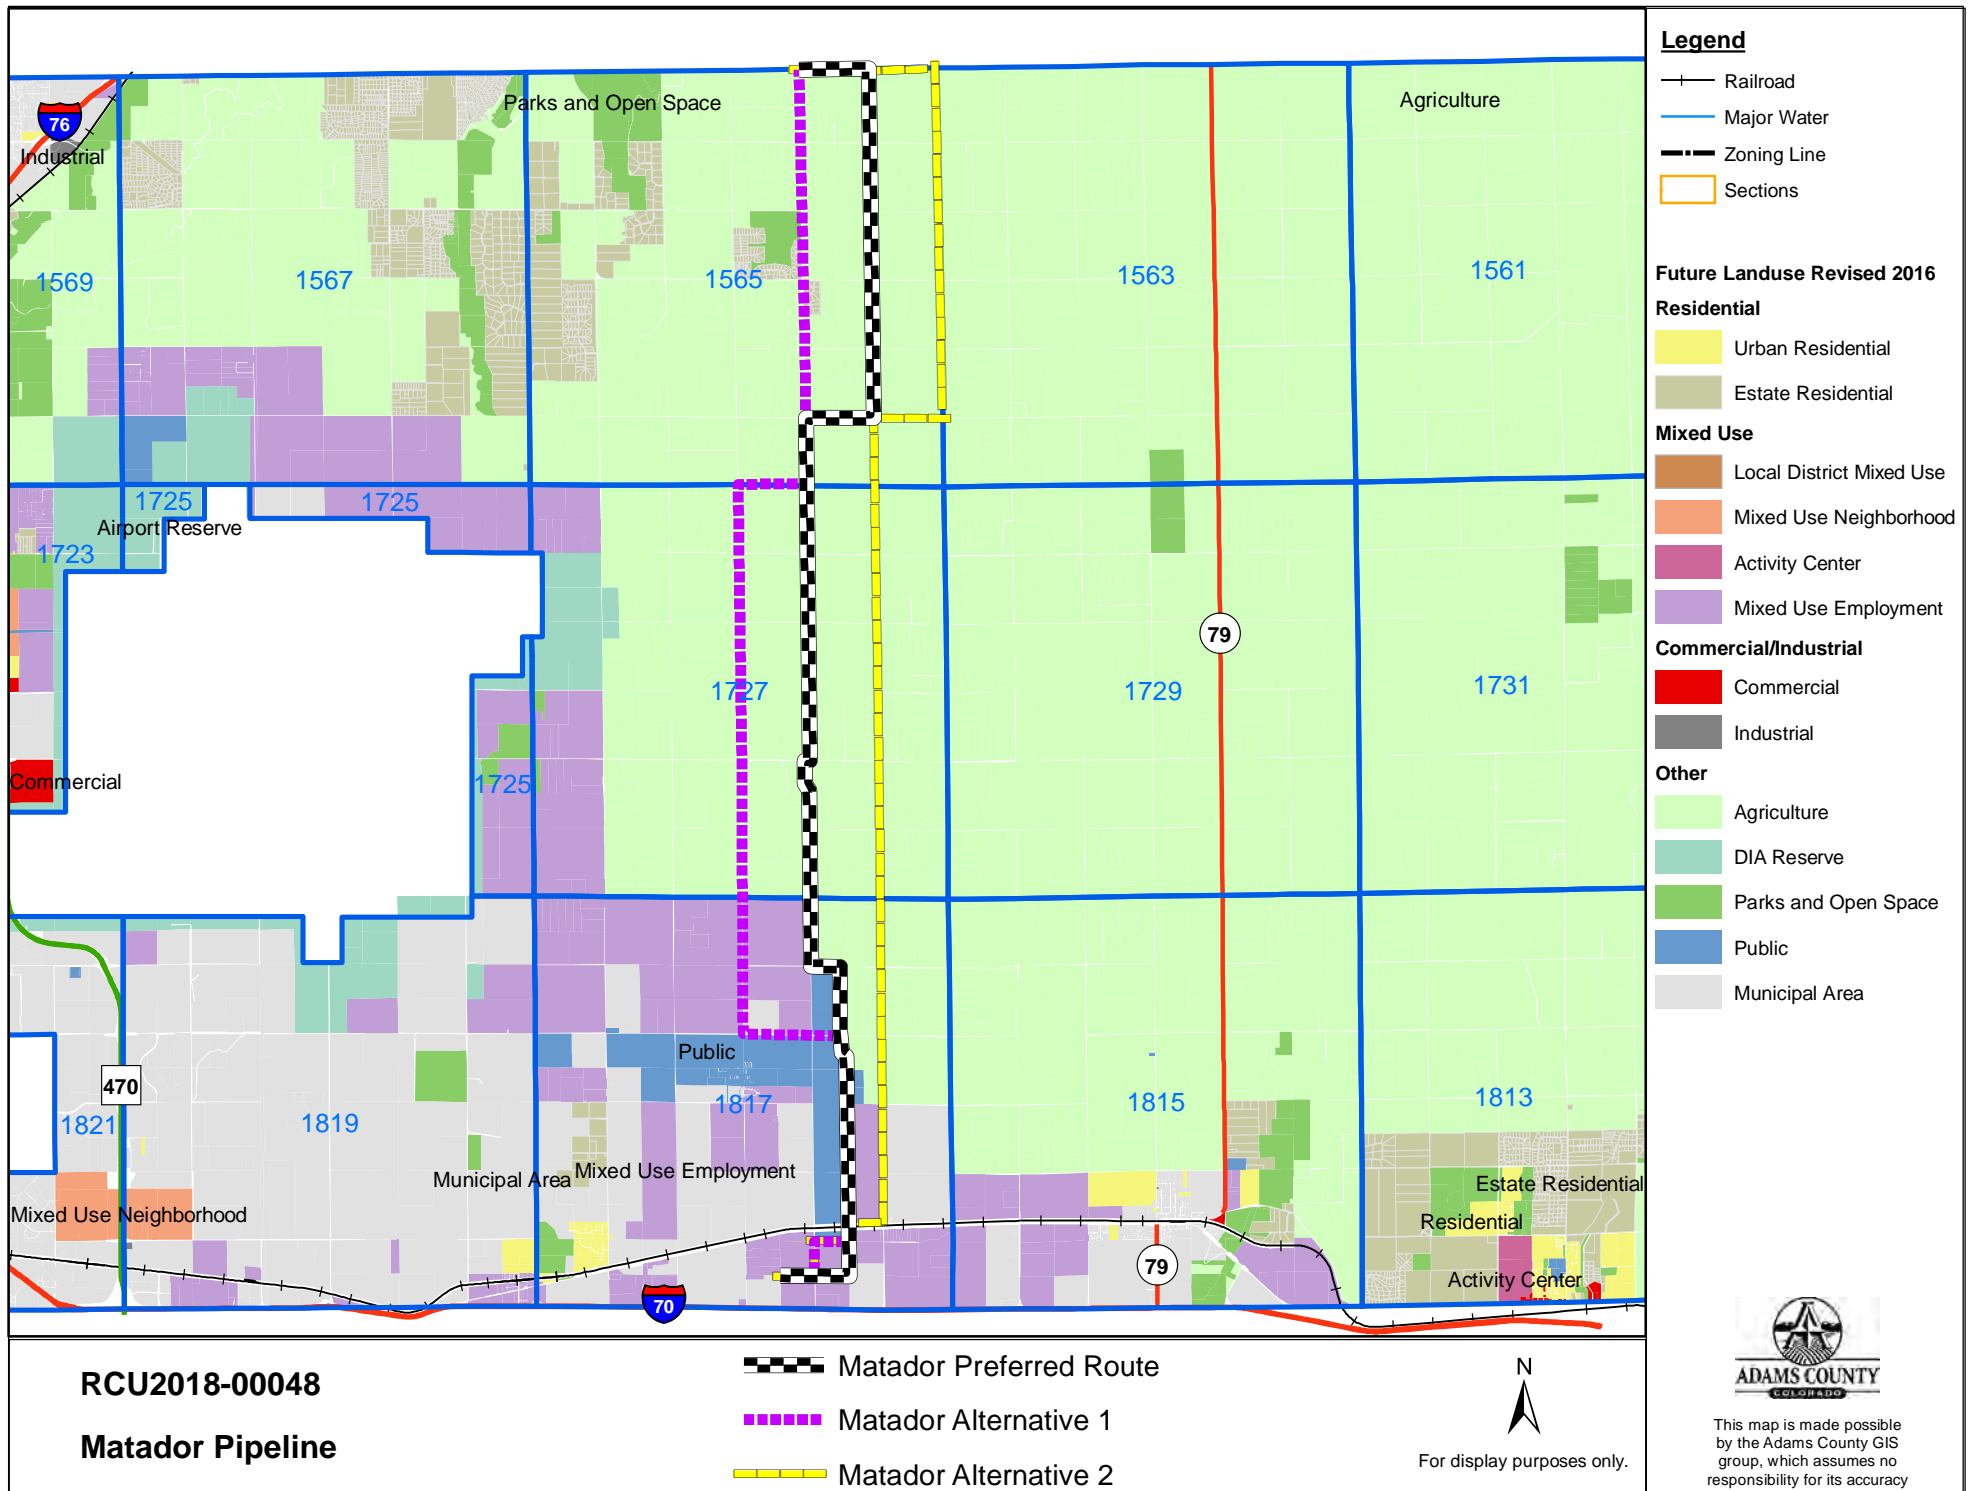 Parks and Open Space
Agriculture
76
Industrial
1569
1567
1565
1563
1561
1725
1725
Airport Reserve
1723
79
1727
1729
1731
Commercial
1725
Public
470
1821
1819
1817
1815
1813
Municipal Area
Mixed Use Employment
Estate Residential
Mixed Use Neighborhood
Residential
79
Activity Center
70
Legend
Railroad
Major Water
Zoning Line
Sections
Future Landuse Revised 2016
Residential
Urban Residential
Estate Residential
Mixed Use
Local District Mixed Use
Mixed Use Neighborhood
Activity Center
Mixed Use Employment
Commercial/Industrial
Commercial
Industrial
Other
Agriculture
DIA Reserve
Parks and Open Space
Public
Municipal Area
RCU2018-00048
Matador Pipeline
Matador Preferred Route
Matador Alternative 1
Matador Alternative 2
N
For display purposes only.
ADAMS COUNTY
COLORADO
This map is made possible
by the Adams County GIS
group, which assumes no
responsibility for its accuracy